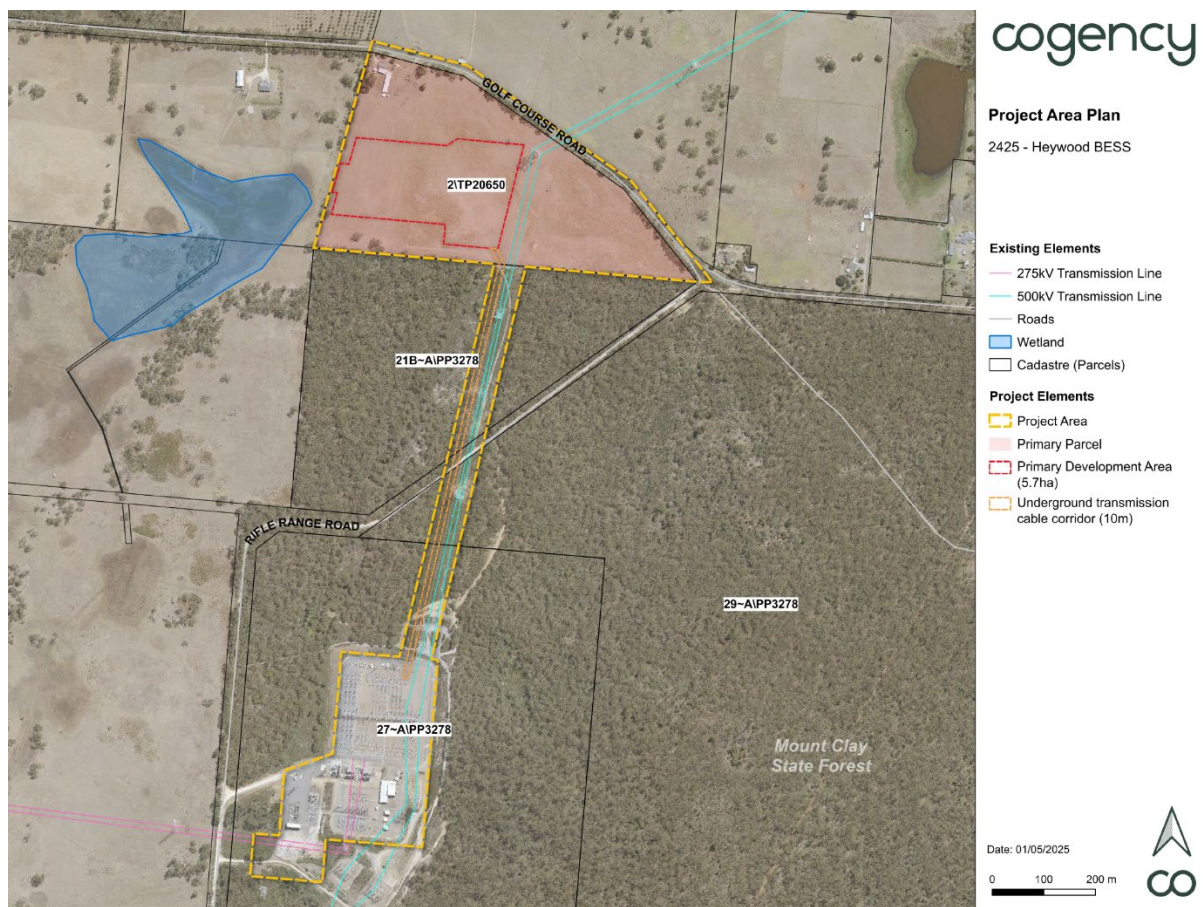 cogency
Project Area Plan
2425 - Heywood BESS
Existing Elements
275kV Transmission Line
500kV Transmission Line
Roads
Wetland
Cadastre (Parcels)
Project Elements
Project Area
Primary Parcel
Primary Development Area
(5.7ha)
Underground transmission
cable corridor (10m)
GOLF COURSE ROAD
2\TP20650
21B~A\PP3278
RIFLE RANGE ROAD
29~A\PP3278
27~A\PP3278
Mount Clay
State Forest
Date: 01/05/2025
0 100 200 m
CO